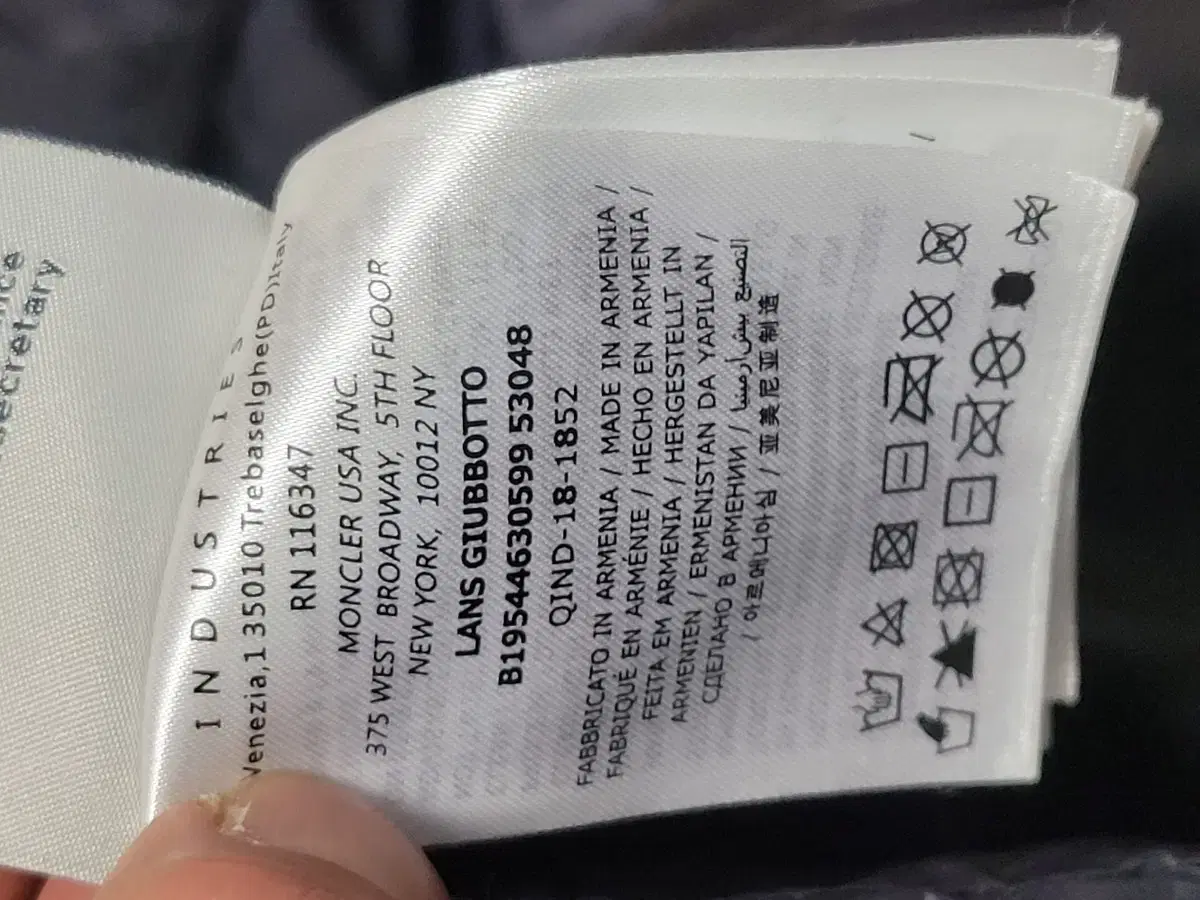 secretary
INDUSTRIES
Venezia,1 35010 Trebaselghe(PD)Italy
RN 116347
MONCLER USA INC.
375 WEST BROADWAY, 5TH FLOOR
NEW YORK, 10012 NY
LANS GIUBBOTTO
B19544630599 53048
QIND-18-1852
FABBRICATO IN ARMENIA / MADE IN ARMENIA /
FABRIQUÉ EN ARMÉNIE / HECHO EN ARMENIA /
FEITA EM ARMENIA / HERGESTELLT IN
ARMENIEN / ERMENISTAN DA YAPILAN /
СДЕЛАНО В АРМЕНИИ / التصنيع بيش/ارمينيا
/ 아르메니아심 / 亚美尼亚制造